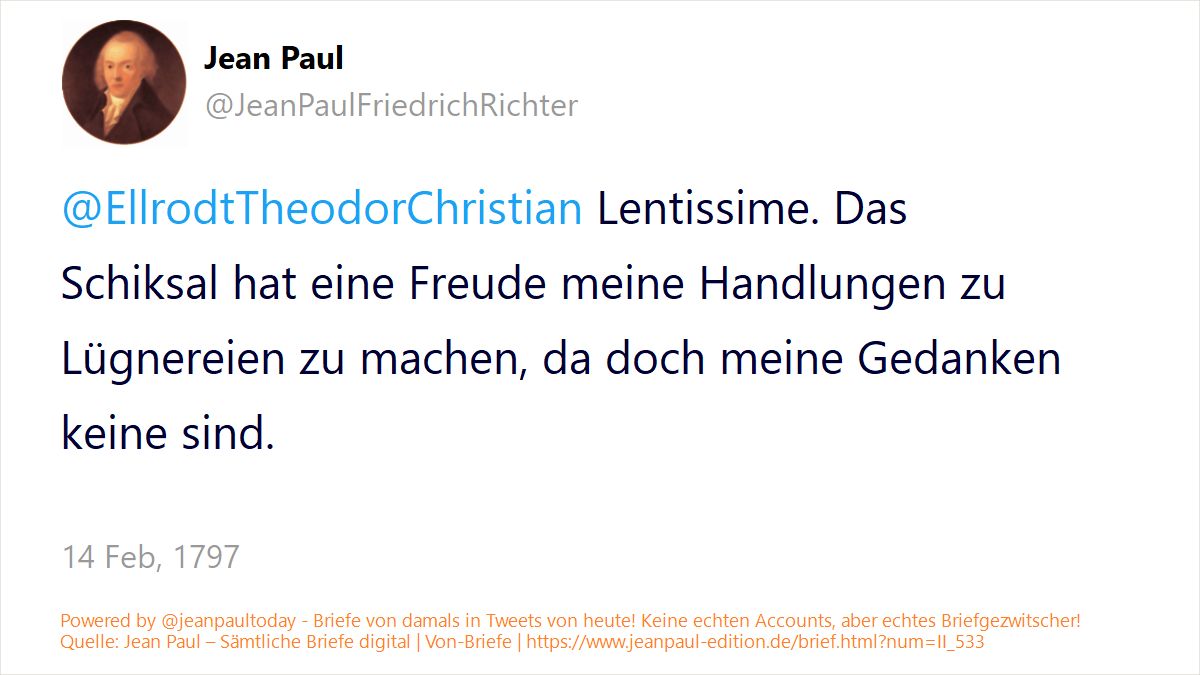 Jean Paul
@JeanPaulFriedrichRichter
@EllrodtTheodorChristian Lentissime. Das
Schiksal hat eine Freude meine Handlungen zu
Lügnereien zu machen, da doch meine Gedanken
keine sind.
14 Feb, 1797
Powered by @jeanpaultoday - Briefe von damals in Tweets von heute! Keine echten Accounts, aber echtes Briefgezwitscher!
Quelle: Jean Paul – Sämtliche Briefe digital | Von-Briefe | https://www.jeanpaul-edition.de/brief.html?num=II_533